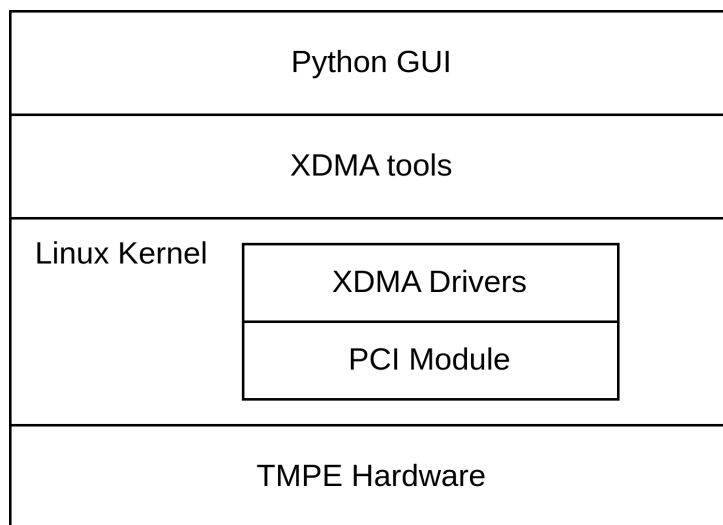 Python GUI
XDMA tools
Linux Kernel
XDMA Drivers
PCI Module
TMPE Hardware